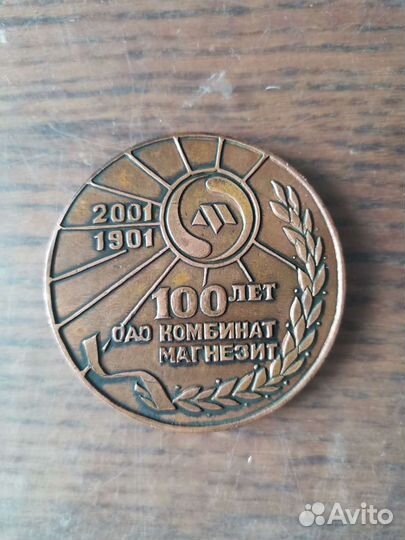 2001
1901
М
100 ЛЕТ
ОАО КОМБИНАТ
МАГНЕЗИТ
Avito